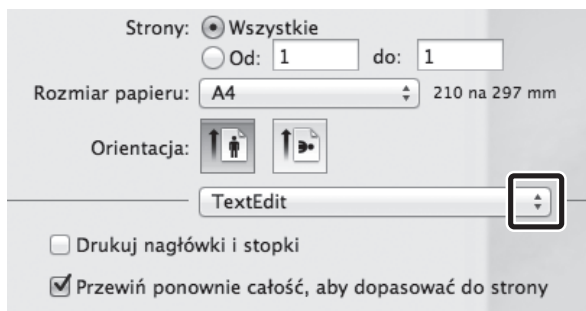 Strony: Wszystkie
Od: 1 do: 1
Rozmiar papieru: A4 210 na 297 mm
Orientacja:
TextEdit
Drukuj nagłówki i stopki
Przewiń ponownie całość, aby dopasować do strony